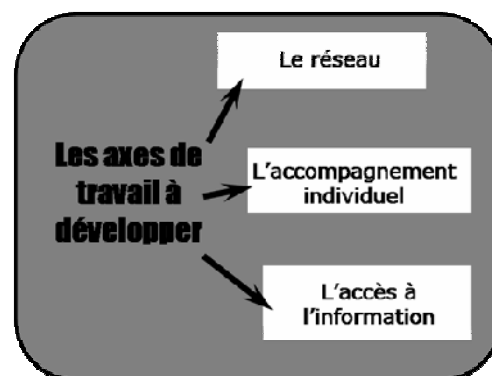 Le réseau
Les axes de
travail à
développer
L'accompagnement
individuel
L'accès à
l'information